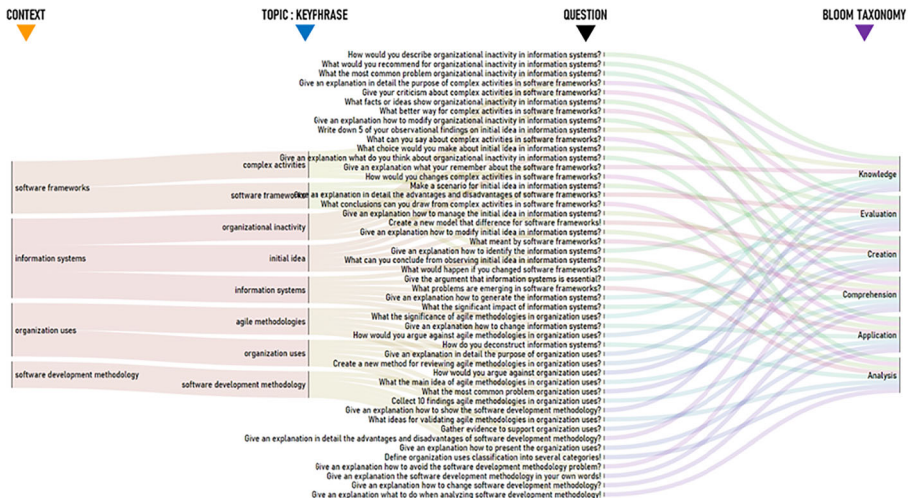 CONTEXT
TOPIC : KEYFHRASE
QUESTION
BLOOM TAXONOMY
software frameworks
information systems
organization uses
software development methodology
complex activities
software frameworks
organizational inactivity
initial idea
information systems
agile methodologies
organization uses
software development methodology
How would you describe organizational inactivity in information systems?
What would you recommend for organizational inactivity in information systems?
What the most common problem organizational inactivity in information systems?
Give an explanation in detail the purpose of complex activities in software frameworks?
Give your criticism about complex activities in software frameworks?
What facts or ideas show organizational inactivity in information systems?
What better way for complex activities in software frameworks?
Give an explanation how to modify organizational inactivity in information systems?
Write down 5 of your observational findings on initial idea in information systems?
What can you say about complex activities in software frameworks?
What choice would you make about initial idea in information systems?
Give an explanation what do you think about organizational inactivity in information systems?
Give an explanation what your remember about the software frameworks?
How would you changes complex activities in software frameworks?
Make a scenario for initial idea in information systems?
Give an explanation in detail the advantages and disadvantages of software frameworks?
What conclusions can you draw from complex activities in software frameworks?
Give an explanation how to manage the initial idea in information systems?
Create a new model that difference for software frameworks!
Give an explanation how to modify initial idea in information systems?
What meant by software frameworks?
Give an explanation how to identify the information systems?
What can you conclude from observing initial idea in information systems?
What would happen if you changed software frameworks?
Give the argument that information systems is essential?
What problems are emerging in software frameworks?
Give an explanation how to generate the information systems?
What the significant impact of information systems?
What the significance of agile methodologies in organization uses?
Give an explanation how to change information systems?
How would you argue against agile methodologies in organization uses?
How do you deconstruct information systems?
Give an explanation in detail the purpose of organization uses?
Create a new method for reviewing agile methodologies in organization uses?
How would you argue against organization uses?
What the main idea of agile methodologies in organization uses?
What the most common problem organization uses?
Collect 10 findings agile methodologies in organization uses?
Give an explanation how to show the software development methodology?
What ideas for validating agile methodologies in organization uses?
Gather evidence to support organization uses?
Give an explanation in detail the advantages and disadvantages of software development methodology?
Give an explanation how to present the organization uses?
Define organization uses classification into several categories!
Give an explanation how to avoid the software development methodology problem?
Give an explanation the software development methodology in your own words!
Give an explanation how to change software development methodology?
Give an explanation what to do when analyzing software development methodology!
Knowledge
Evaluation
Creation
Comprehension
Application
Analysis